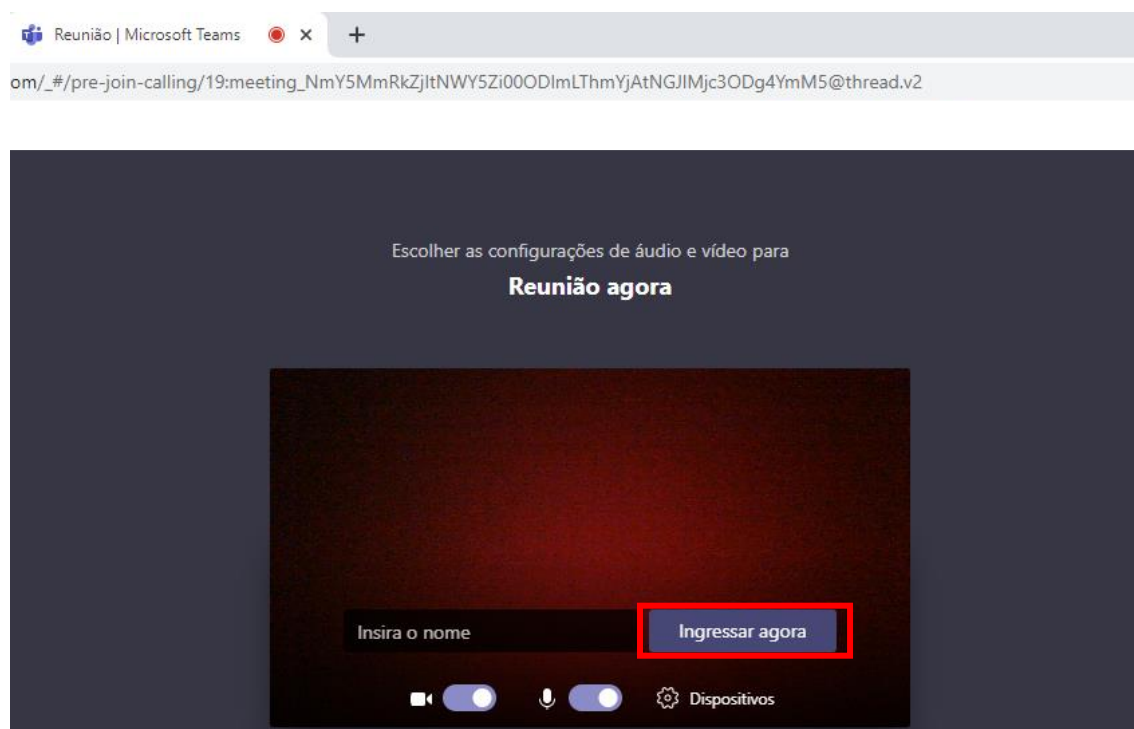 Reunião | Microsoft Teams
om/_#/pre-join-calling/19:meeting_NmY5MmRkZjItNWY5Zi00ODlmLThmYjAtNGJlMjc3ODg4YmM5@thread.v2
Escolher as configurações de áudio e vídeo para
Reunião agora
Insira o nome
Ingressar agora
Dispositivos